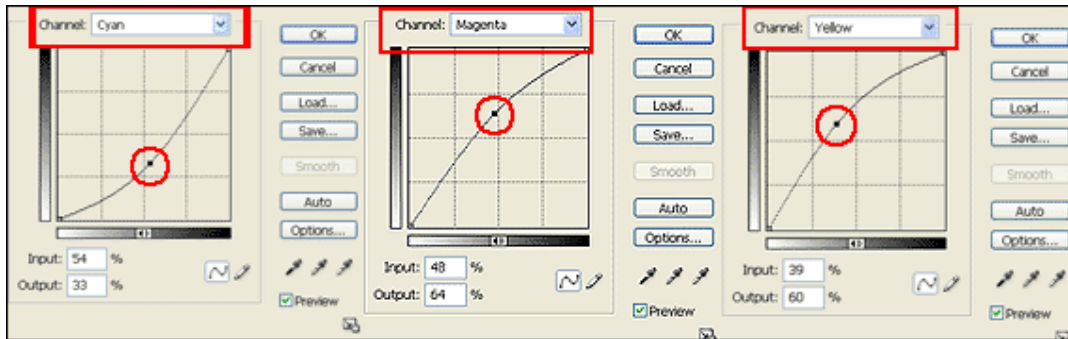 Channel: Cyan
OK
Cancel
Load...
Save...
Smooth
Auto
Options...
Input: 54 %
Output: 33 %
Preview
Channel: Magenta
OK
Cancel
Load...
Save...
Smooth
Auto
Options...
Input: 48 %
Output: 64 %
Preview
Channel: Yellow
OK
Cancel
Load...
Save...
Smooth
Auto
Options...
Input: 39 %
Output: 60 %
Preview